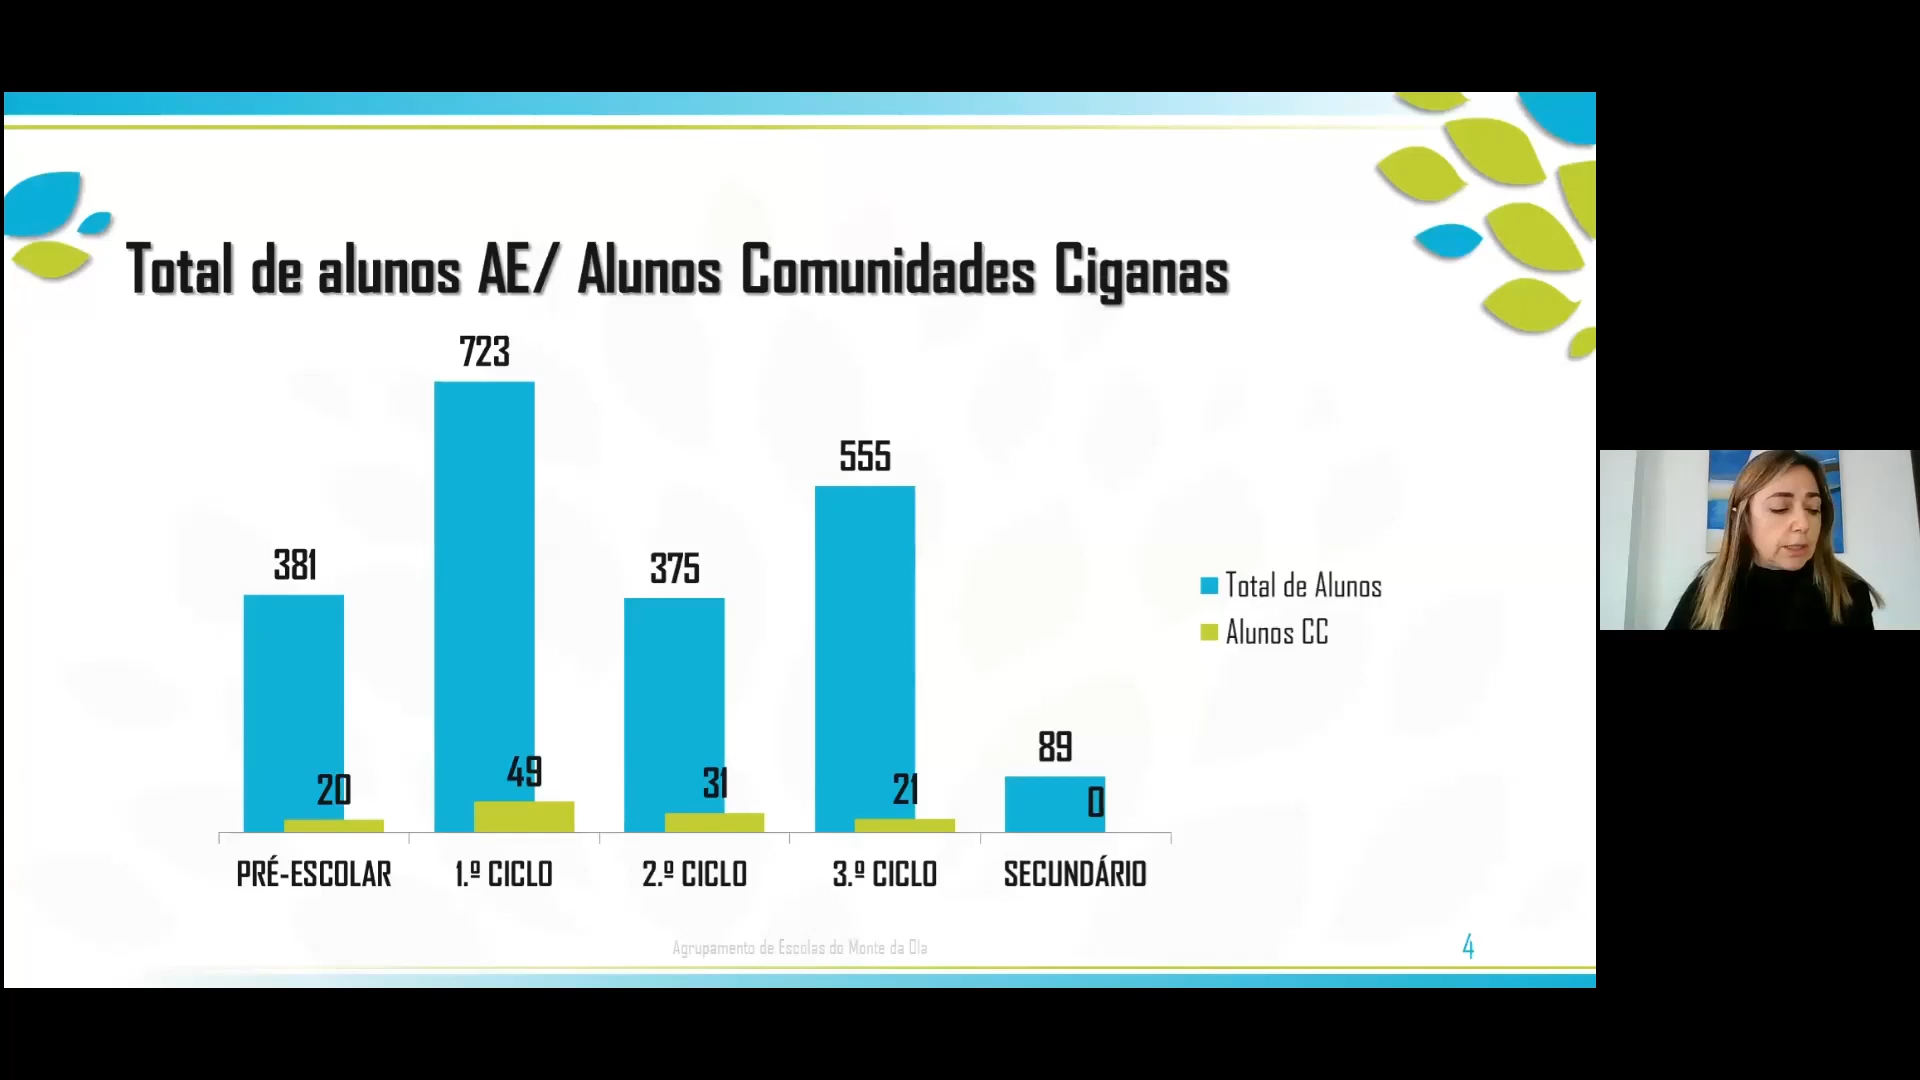 Total de alunos AE/ Alunos Comunidades Ciganas
723
555
381
375
89
20
49
31
21
0
Total de Alunos
Alunos CC
PRÉ-ESCOLAR
1.º CICLO
2.º CICLO
3.º CICLO
SECUNDÁRIO
Agrupamento de Escolas do Monte da Ola
4